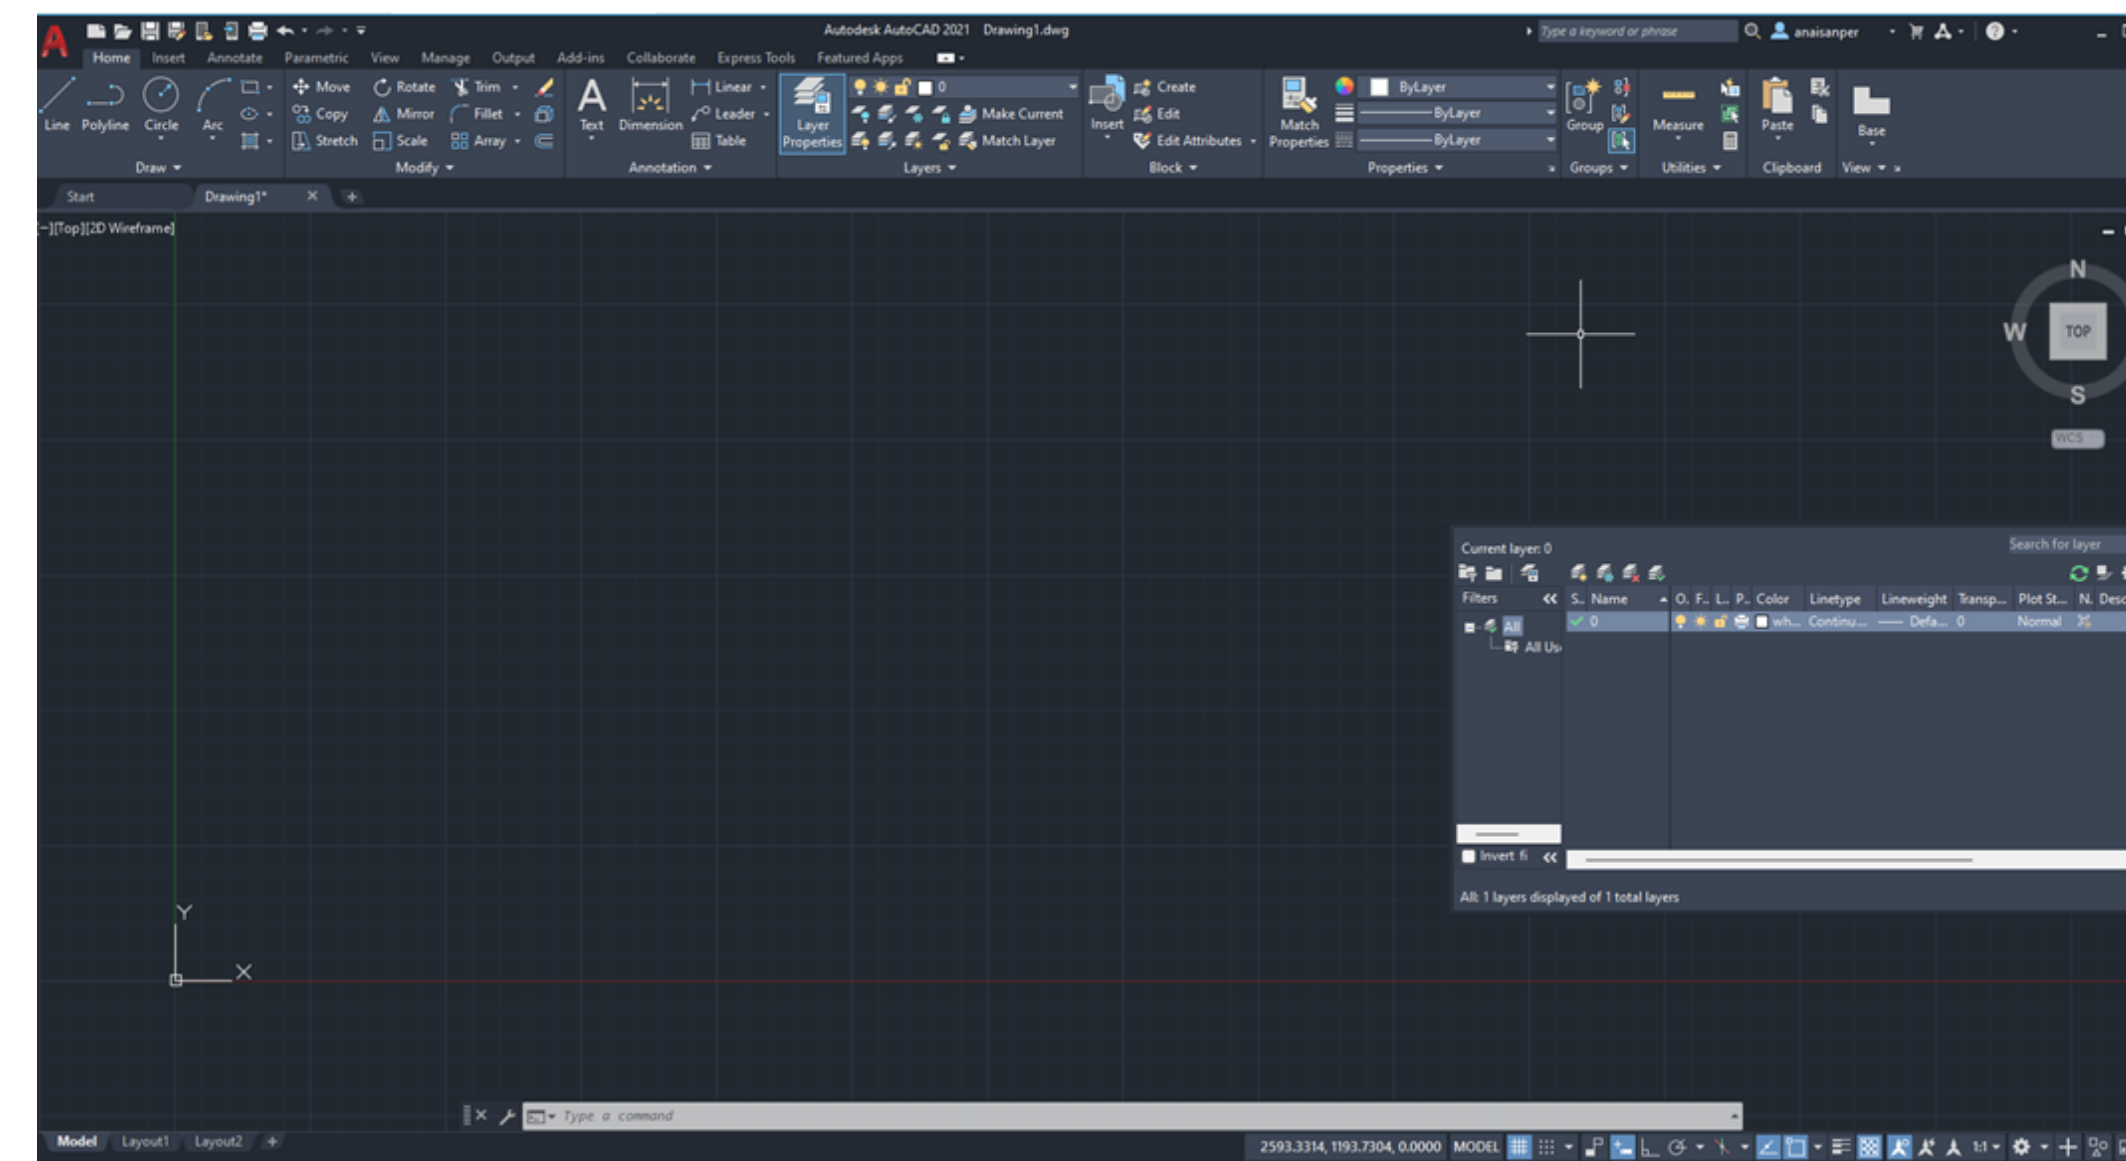 Autodesk AutoCAD 2021 Drawing1.dwg Type a keyword or phrase anaisanper
Home Insert Annotate Parametric View Manage Output Add-ins Collaborate Express Tools Featured Apps
Move Rotate Trim Linear 0 Create ByLayer
Line Polyline Circle Arc Copy Mirror Fillet Text Dimension Leader Layer Properties Make Current Insert Edit Match Properties ByLayer Group Measure Paste Base
Stretch Scale Array Table Match Layer Edit Attributes ByLayer
Draw Modify Annotation Layers Block Properties Groups Utilities Clipboard View
Start Drawing1*
[-][Top][2D Wireframe]
N
W TOP
S
WCS
Current layer: 0 Search for layer
Filters S.. Name O. F.. L.. P.. Color Linetype Lineweight Transp... Plot St... N. Desc
All 0 wh... Continu... Defa... 0 Normal
All Us
Invert fi
All: 1 layers displayed of 1 total layers
Y
X
Type a command
Model Layout1 Layout2 + 2593.3314, 1193.7304, 0.0000 MODEL 1:1